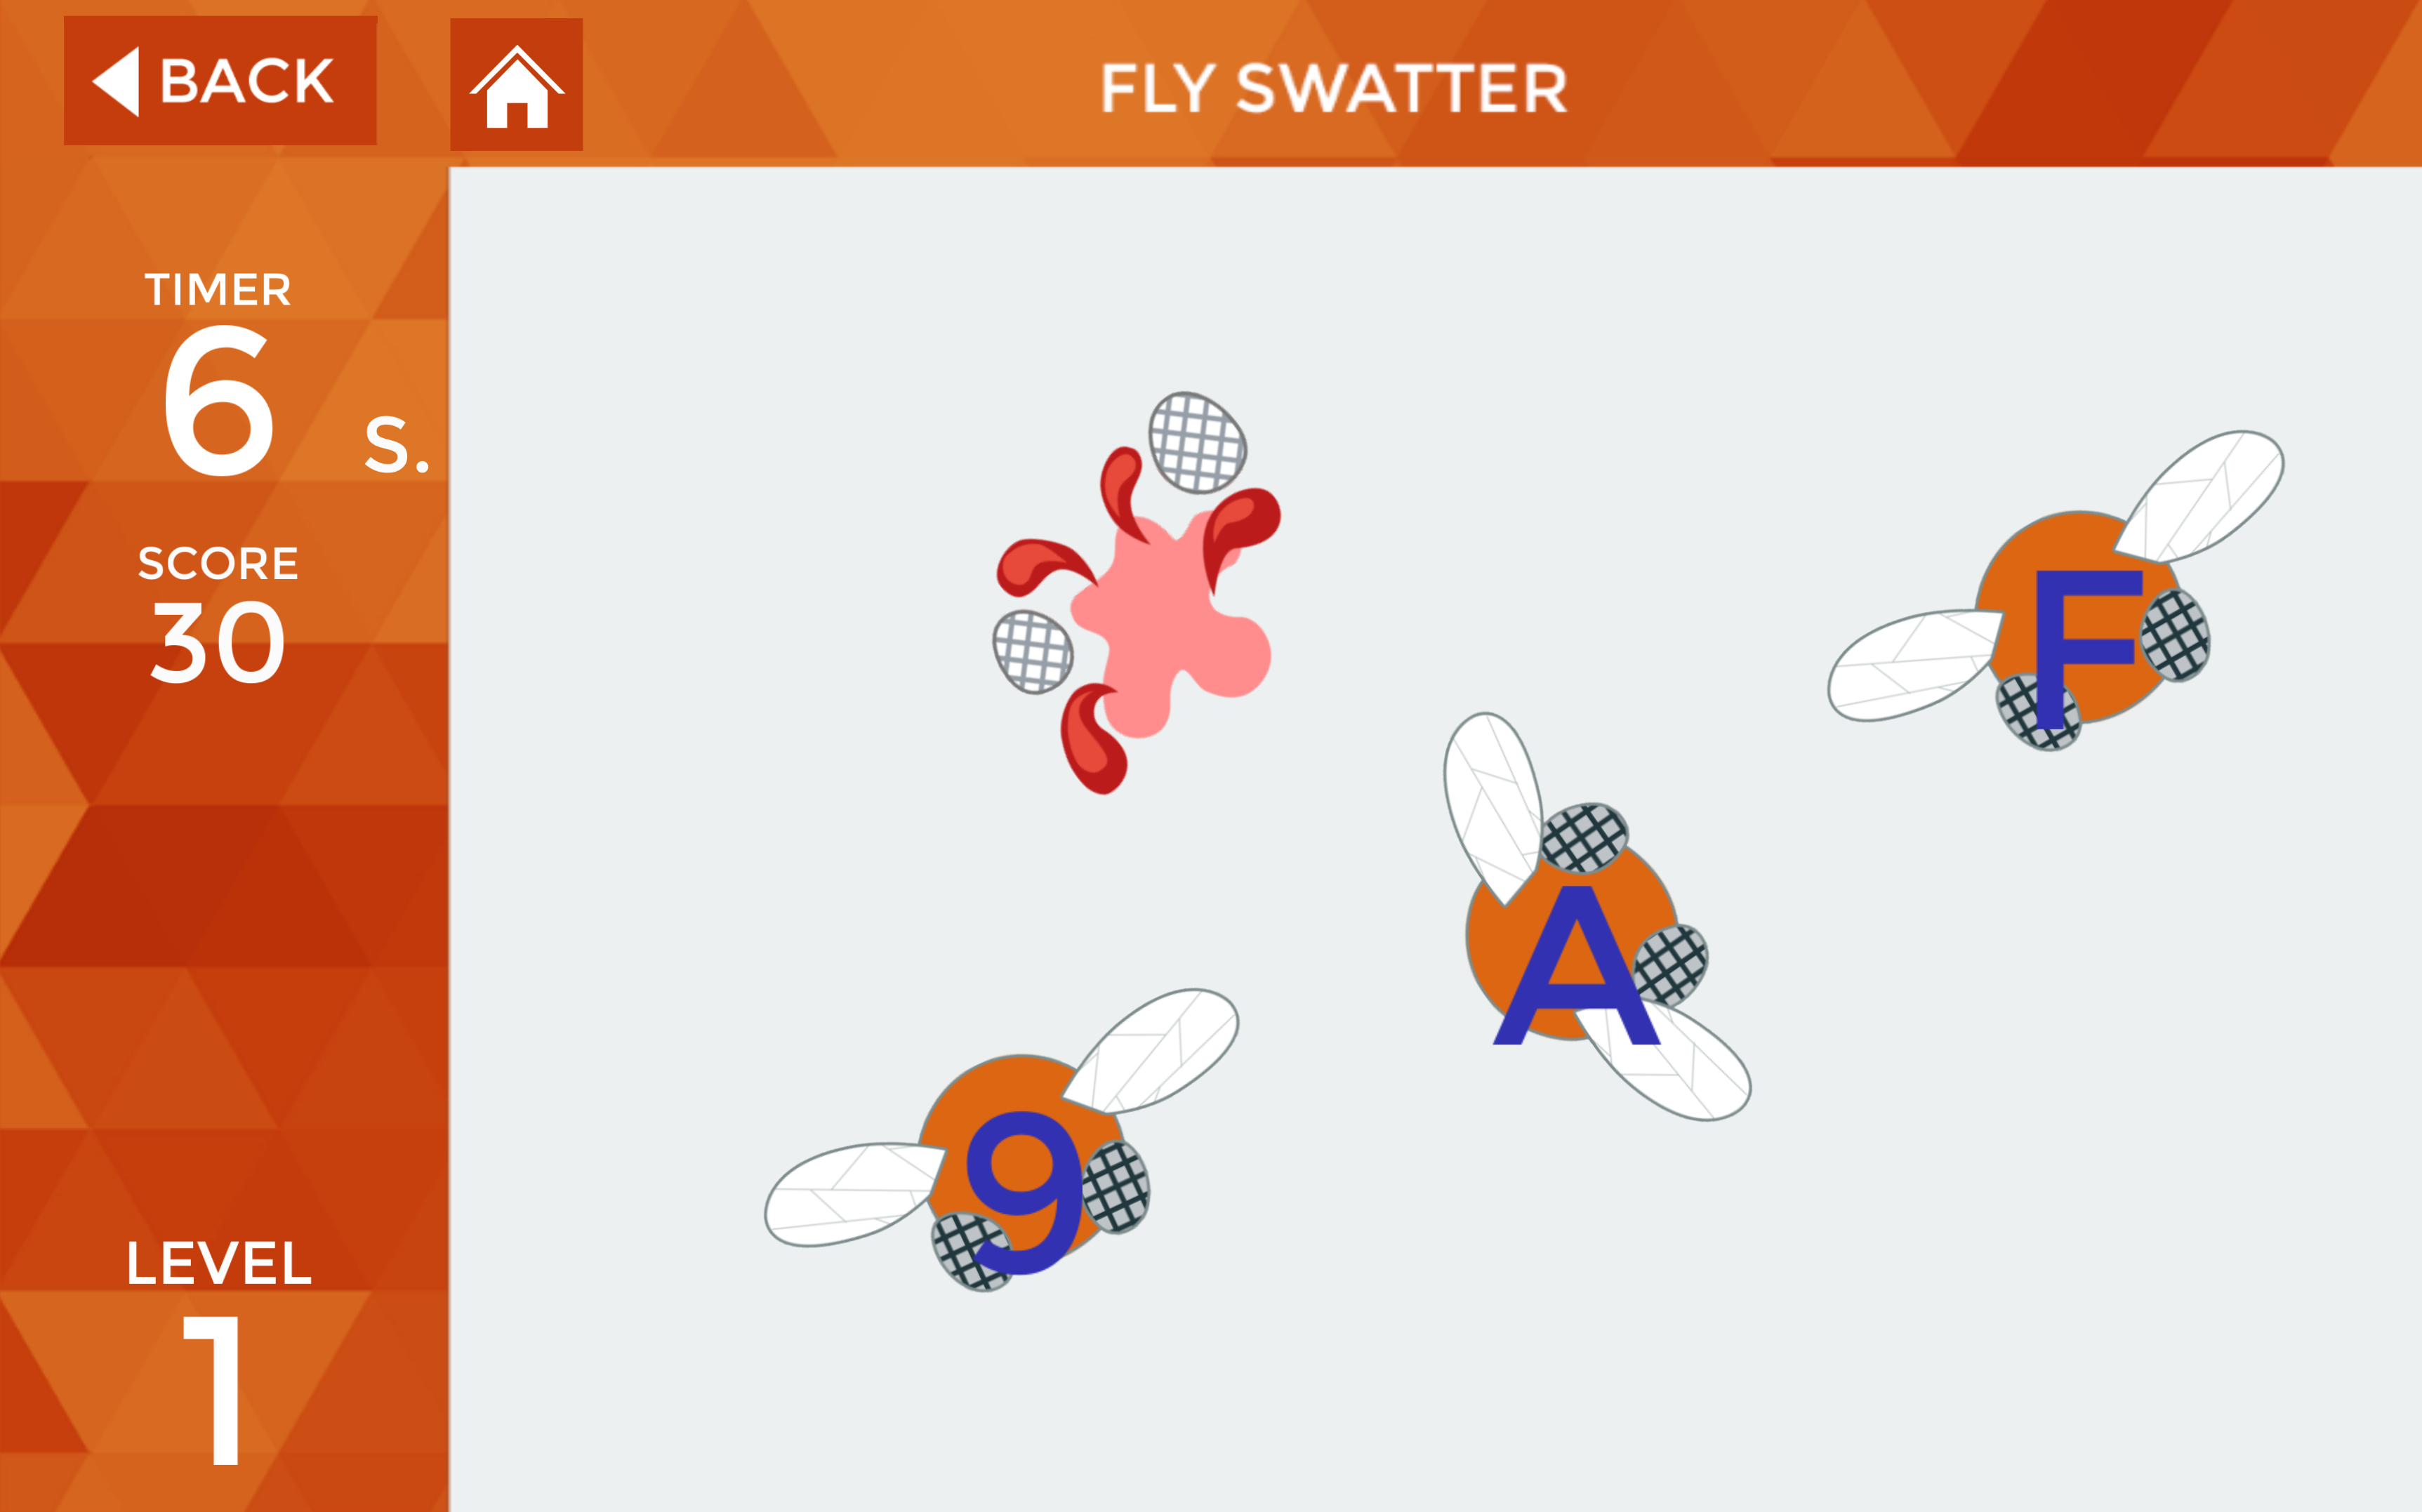 BACK
FLY SWATTER
TIMER
6 S.
SCORE
30
F
A
9
LEVEL
1